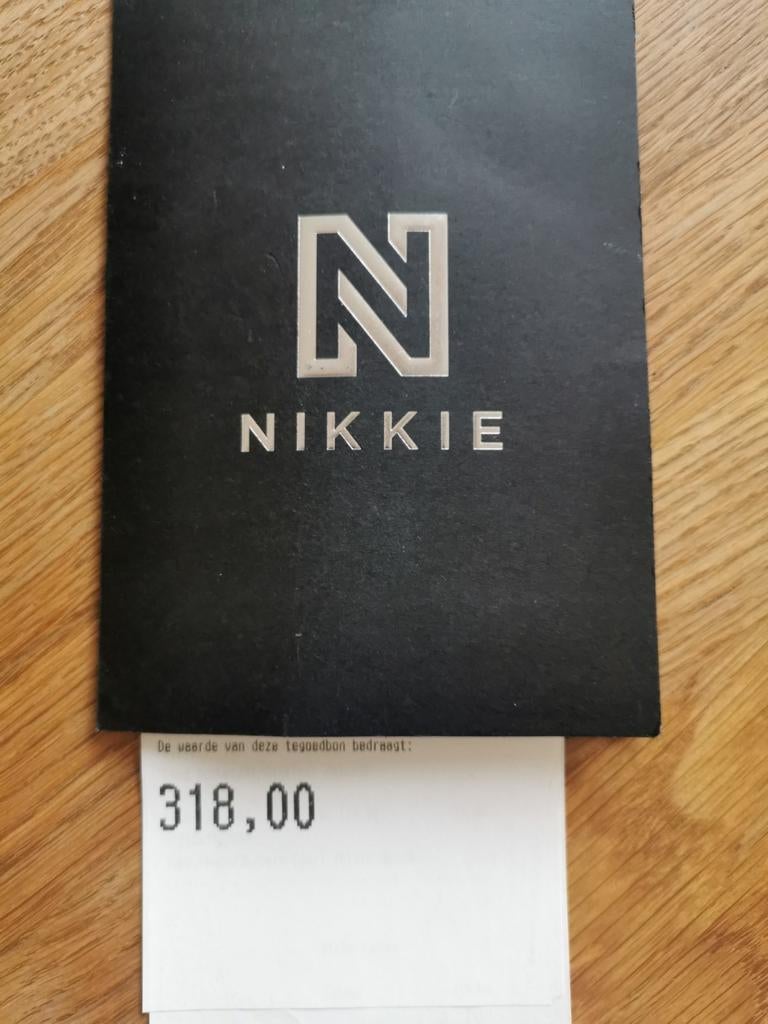 N
NIKKIE
De waarde van deze tegoedbon bedraagt:
318,00